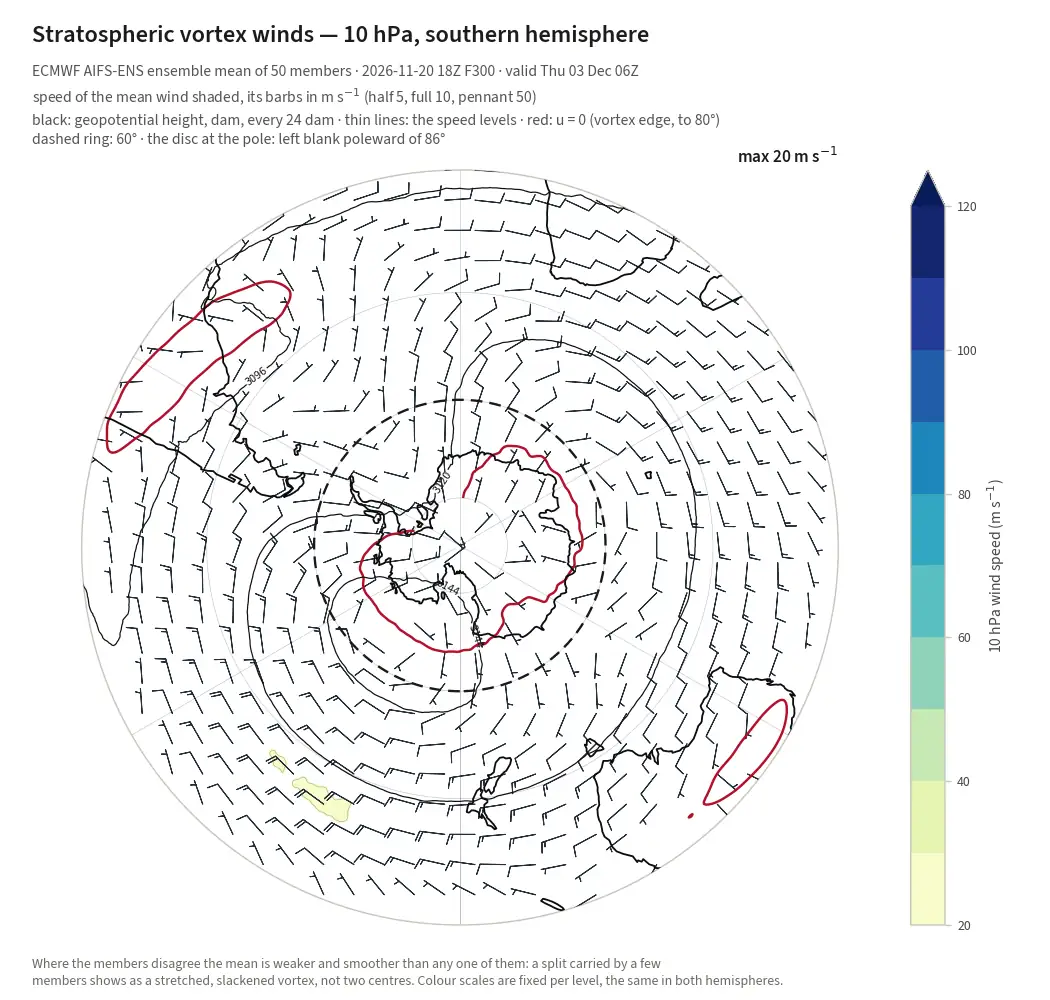 Stratospheric vortex winds — 10 hPa, southern hemisphere
ECMWF AIFS-ENS ensemble mean of 50 members · 2026-11-20 18Z F300 · valid Thu 03 Dec 06Z
speed of the mean wind shaded, its barbs in m s⁻¹ (half 5, full 10, pennant 50)
black: geopotential height, dam, every 24 dam · thin lines: the speed levels · red: u = 0 (vortex edge, to 80°)
dashed ring: 60° · the disc at the pole: left blank poleward of 86°
max 20 m s⁻¹
120
100
80
60
40
20
10 hPa wind speed (m s⁻¹)
3096
3120
Where the members disagree the mean is weaker and smoother than any one of them: a split carried by a few
members shows as a stretched, slackened vortex, not two centres. Colour scales are fixed per level, the same in both hemispheres.